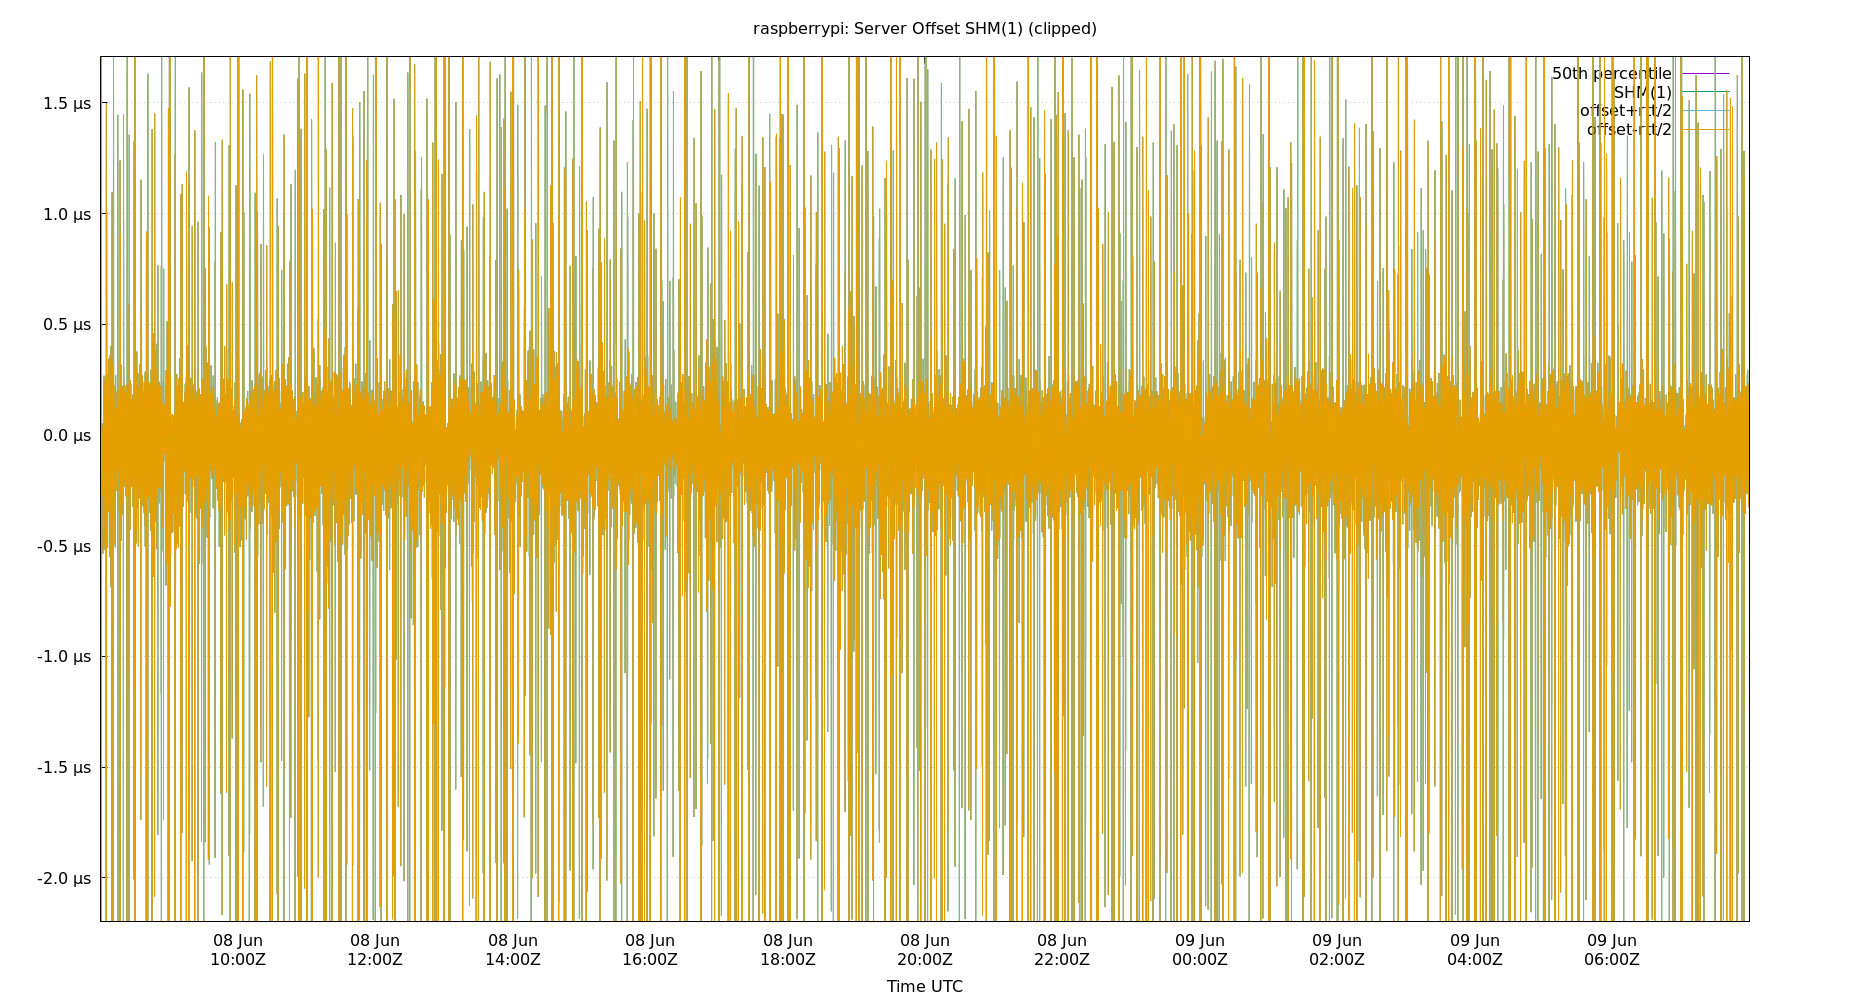 raspberrypi: Server Offset SHM(1) (clipped)
50th percentile
SHM(1)
offset+rtt/2
offset-rtt/2
1.5 µs
1.0 µs
0.5 µs
0.0 µs
-0.5 µs
-1.0 µs
-1.5 µs
-2.0 µs
08 Jun 08 Jun 08 Jun 08 Jun 08 Jun 08 Jun 08 Jun 09 Jun 09 Jun 09 Jun 09 Jun
10:00Z 12:00Z 14:00Z 16:00Z 18:00Z 20:00Z 22:00Z 00:00Z 02:00Z 04:00Z 06:00Z
Time UTC